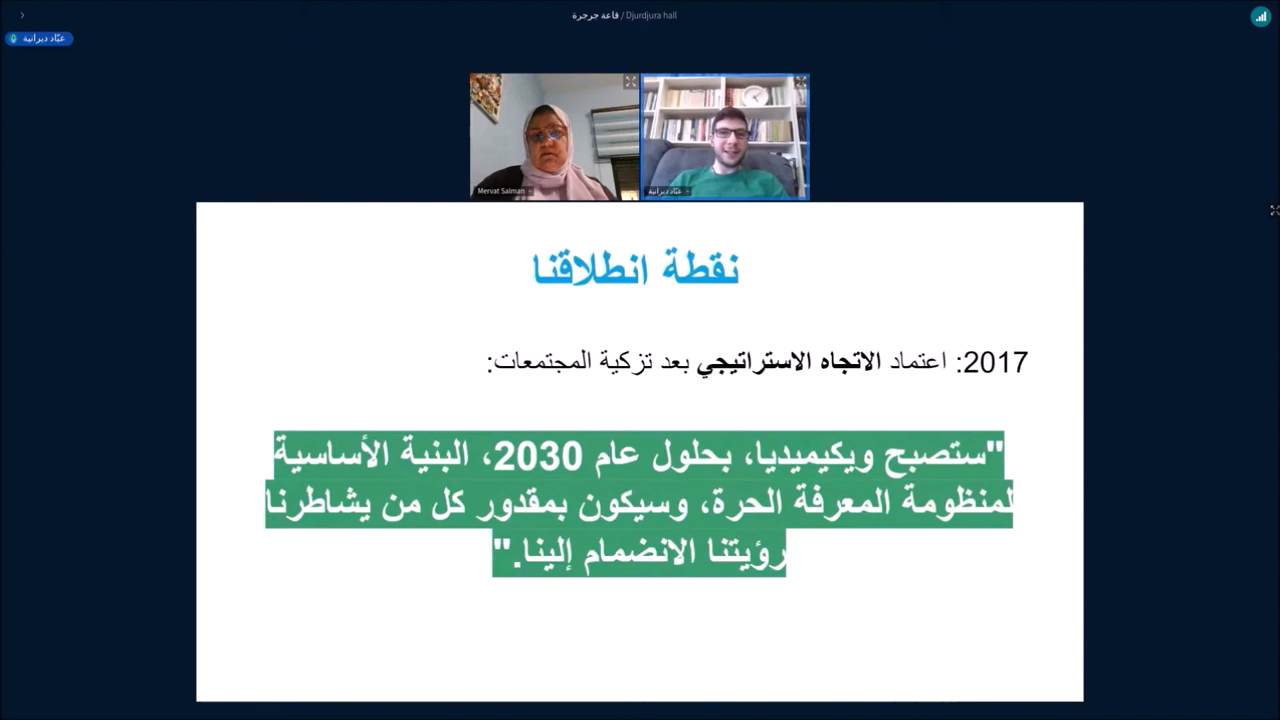 قاعة جرجرة / Djurdjura hall
عبّاد ديرانية
Mervat Salman
عبّاد ديرانية
نقطة انطلاقنا
2017: اعتماد الاتجاه الاستراتيجي بعد تزكية المجتمعات:
"ستصبح ويكيميديا، بحلول عام 2030، البنية الأساسية
لمنظومة المعرفة الحرة، وسيكون بمقدور كل من يشاطرنا
رؤيتنا الانضمام إلينا."